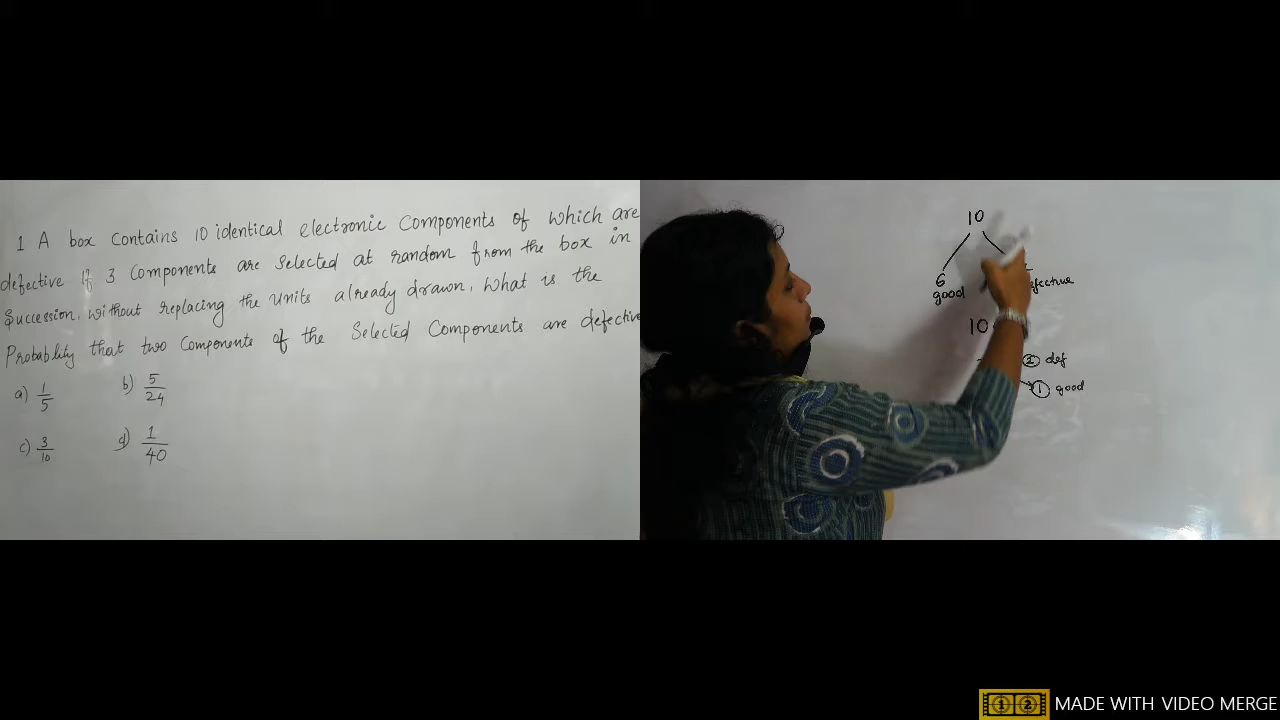 1 A box Contains 10 identical electronic Components of which are
defective If 3 Components are Selected at random from the box in
Succession, without replacing the units already drawn, What is the
Probablity that two Components of the Selected Components are defective
a) 1/5 b) 5/24
c) 3/10 d) 1/40
10
6
good
10
2 def
1 good
1 2 MADE WITH VIDEO MERGE